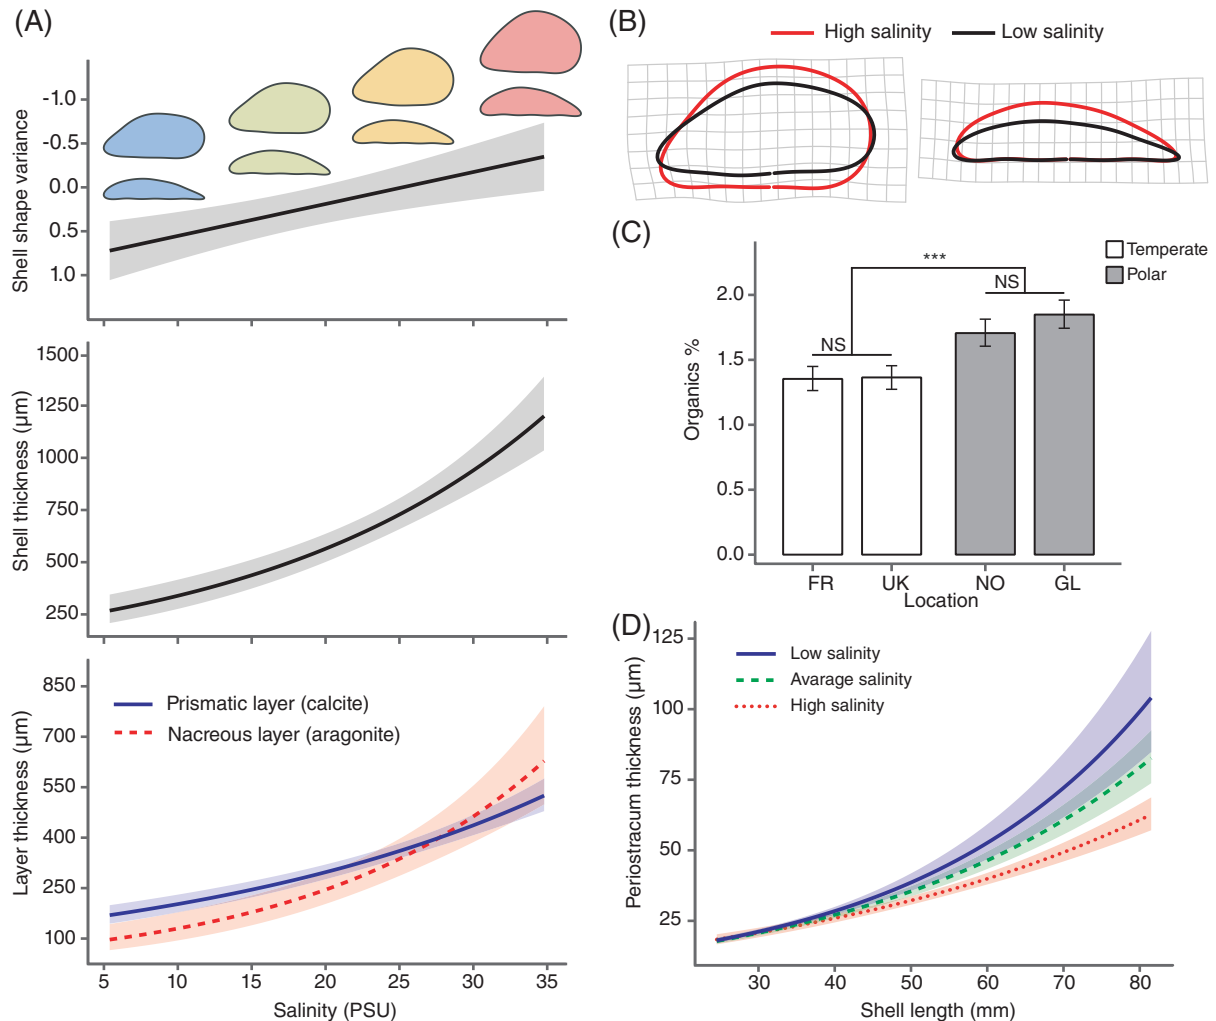 (A)
Shell shape variance
-1.0
-0.5
0.0
0.5
1.0
Shell thickness (µm)
1500
1250
1000
750
500
250
Layer thickness (µm)
850
700
550
400
250
100
Prismatic layer (calcite)
Nacreous layer (aragonite)
5 10 15 20 25 30 35
Salinity (PSU)
(B)
High salinity Low salinity
(C)
Temperate
Polar
Organics %
2.0
1.5
1.0
0.5
0.0
***
NS
NS
FR UK NO GL
Location
(D)
Periostracum thickness (µm)
125
100
75
50
25
Low salinity
Avarage salinity
High salinity
30 40 50 60 70 80
Shell length (mm)